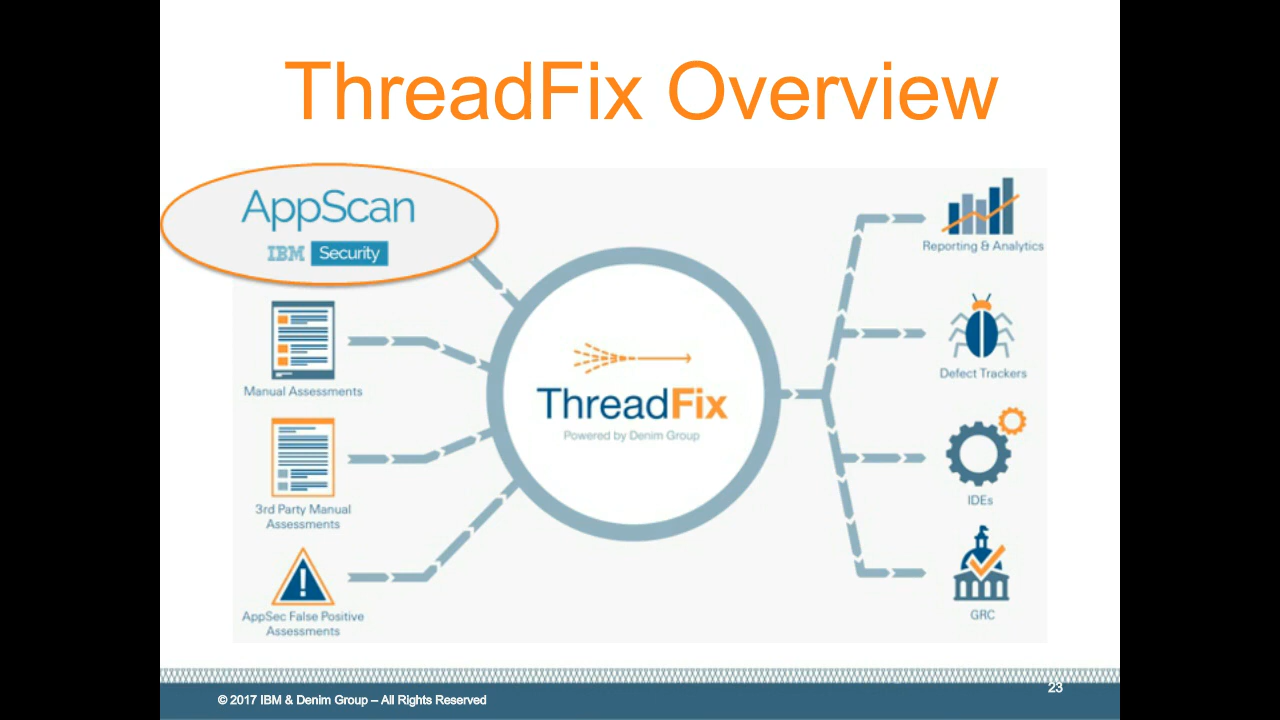 ThreadFix Overview
AppScan
IBM Security
Manual Assessments
3rd Party Manual
Assessments
AppSec False Positive
Assessments
ThreadFix
Powered by Denim Group
Reporting & Analytics
Defect Trackers
IDEs
GRC
© 2017 IBM & Denim Group – All Rights Reserved
23